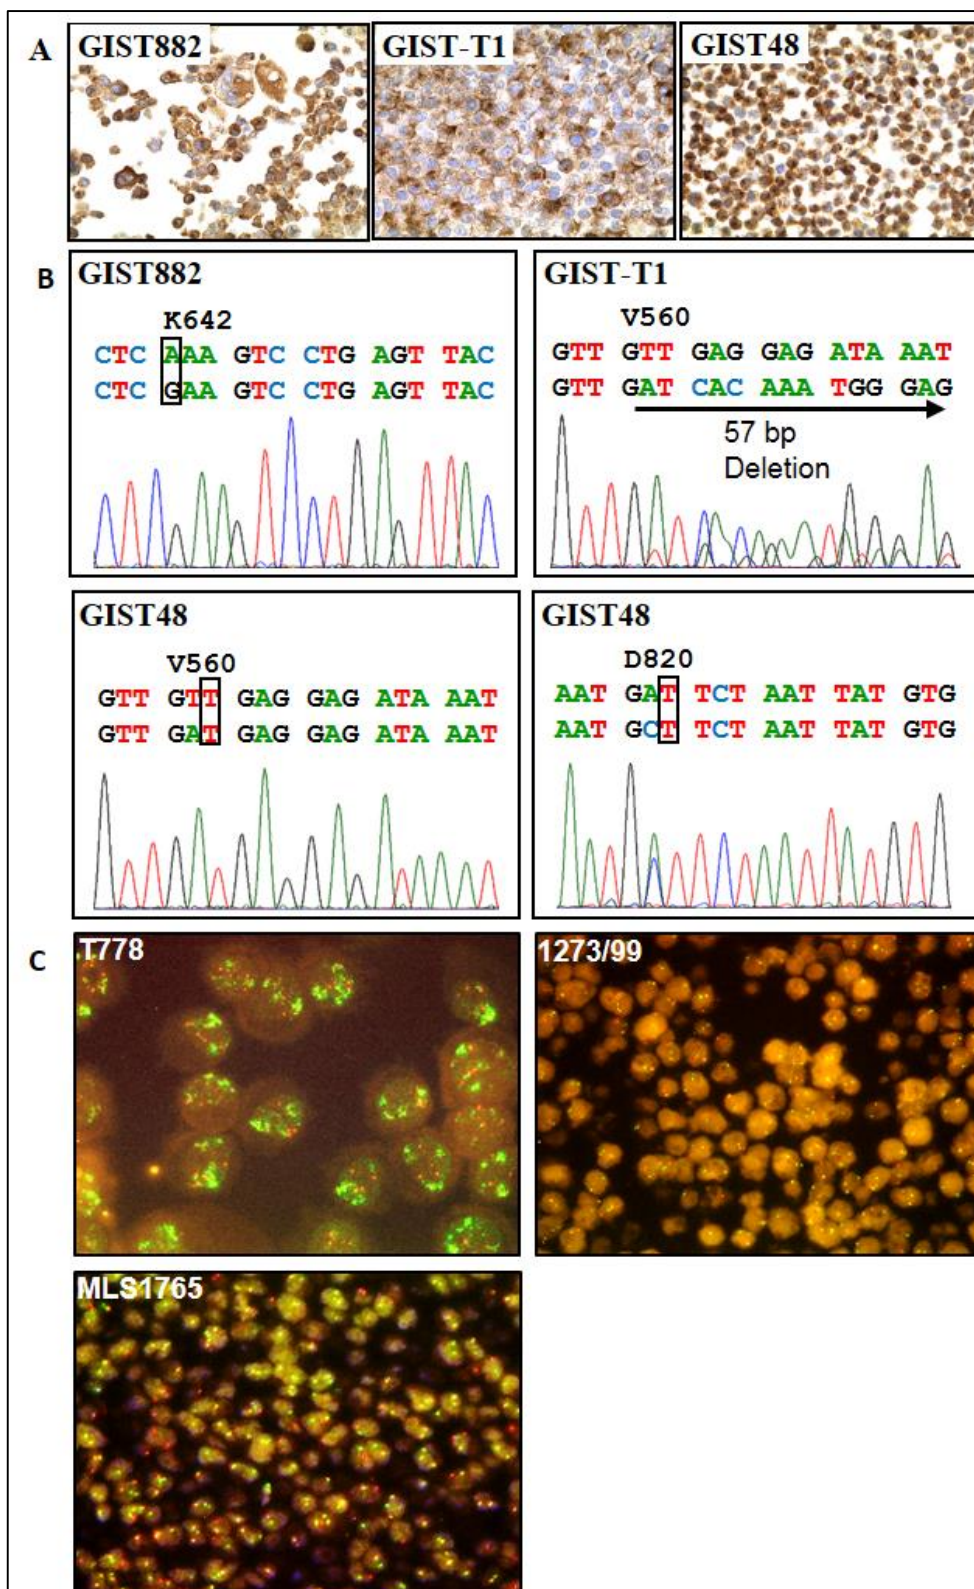 A
GIST882
GIST-T1
GIST48
B
GIST882
K642
CTC AAA GTC CTG AGT TAC
CTC GAA GTC CTG AGT TAC
GIST-T1
V560
GTT GTT GAG GAG ATA AAT
GTT GAT CAC AAA TGG GAG
57 bp
Deletion
GIST48
V560
GTT GTT GAG GAG ATA AAT
GTT GAT GAG GAG ATA AAT
GIST48
D820
AAT GAT TCT AAT TAT GTG
AAT GCT TCT AAT TAT GTG
C
T778
1273/99
MLS1765